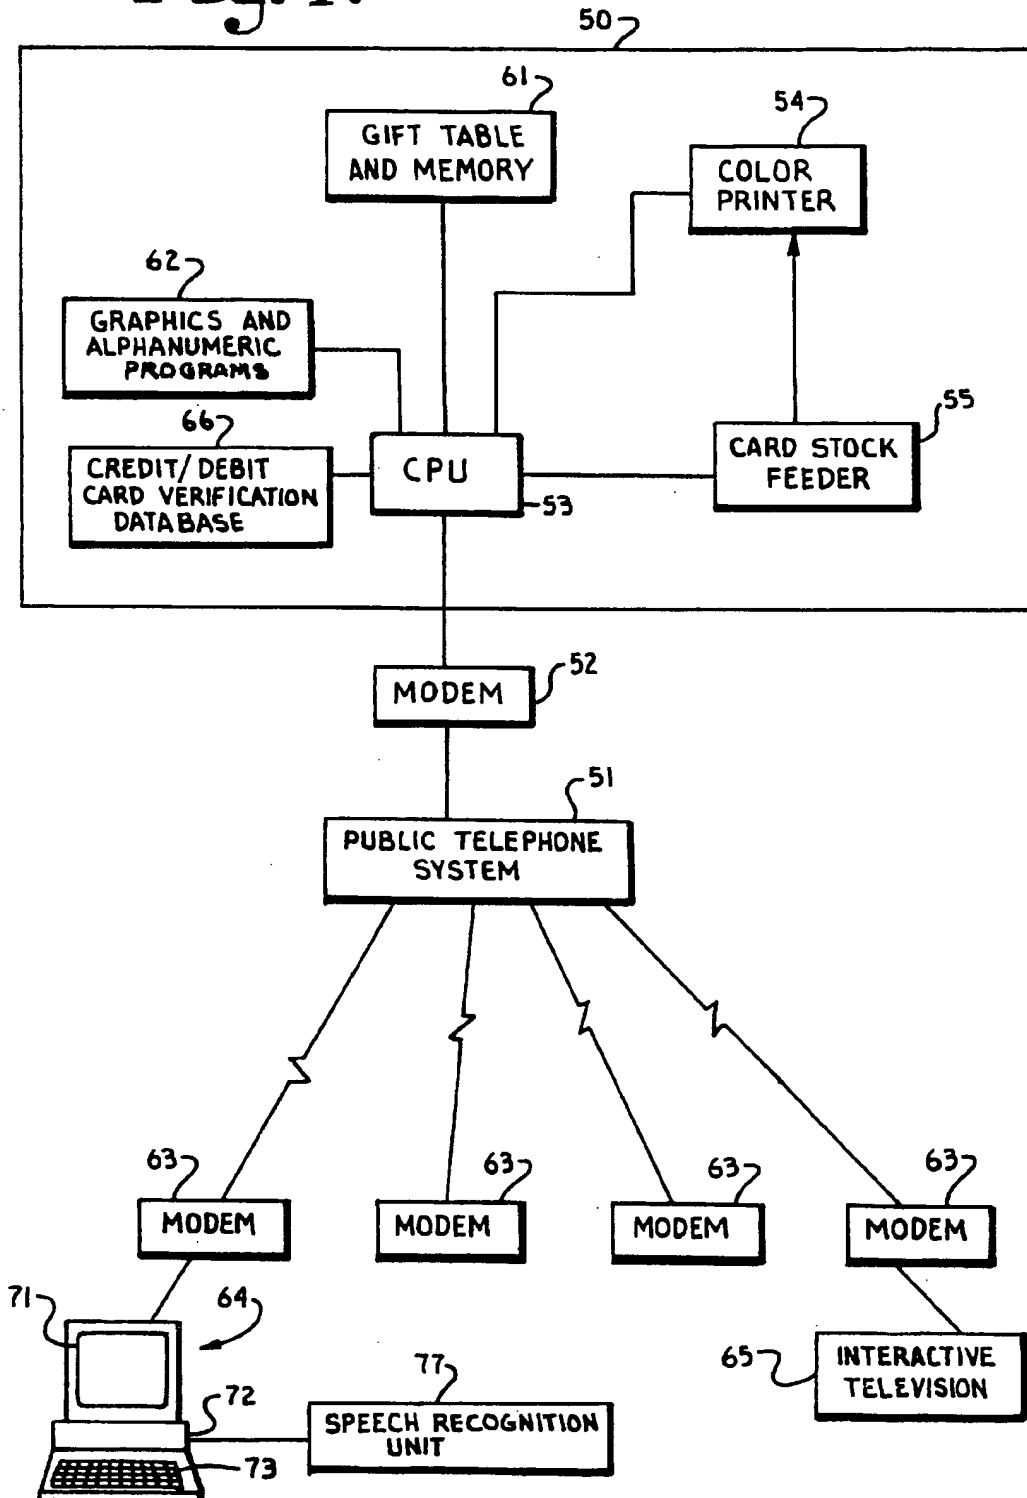 50
61
GIFT TABLE
AND MEMORY
54
COLOR
PRINTER
62
GRAPHICS AND
ALPHANUMERIC
PROGRAMS
66
CREDIT/DEBIT
CARD VERIFICATION
DATABASE
CPU
53
55
CARD STOCK
FEEDER
MODEM
52
51
PUBLIC TELEPHONE
SYSTEM
63
MODEM
63
MODEM
63
MODEM
63
MODEM
71
64
72
73
77
SPEECH RECOGNITION
UNIT
65
INTERACTIVE
TELEVISION